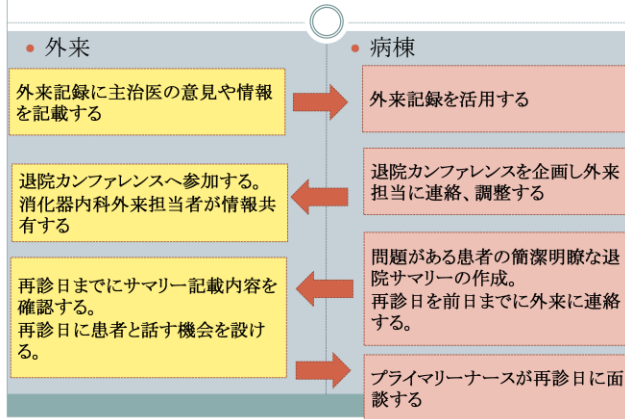 • 外来
外来記録に主治医の意見や情報
を記載する
退院カンファレンスへ参加する。
消化器内科外来担当者が情報共
有する
再診日までにサマリー記載内容を
確認する。
再診日に患者と話す機会を設け
る。
• 病棟
外来記録を活用する
退院カンファレンスを企画し外来
担当に連絡、調整する
問題がある患者の簡潔明瞭な退
院サマリーの作成。
再診日を前日までに外来に連絡
する。
プライマリーナースが再診日に面
談する